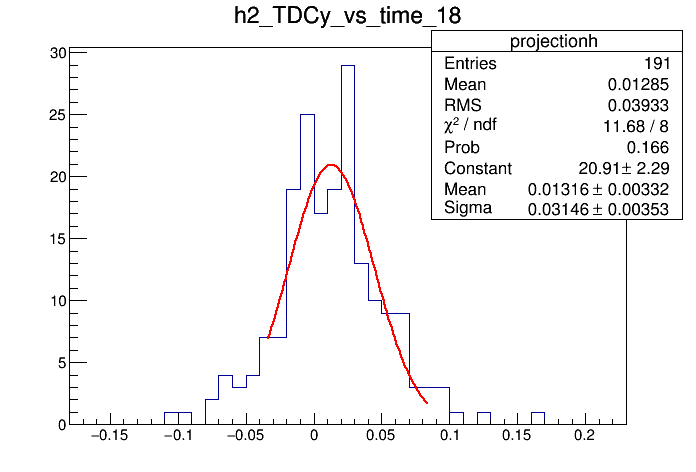 h2_TDCy_vs_time_18
projectionh
Entries 191
Mean 0.01285
RMS 0.03933
χ² / ndf 11.68 / 8
Prob 0.166
Constant 20.91 ± 2.29
Mean 0.01316 ± 0.00332
Sigma 0.03146 ± 0.00353
30
25
20
15
10
5
0
−0.15 −0.1 −0.05 0 0.05 0.1 0.15 0.2